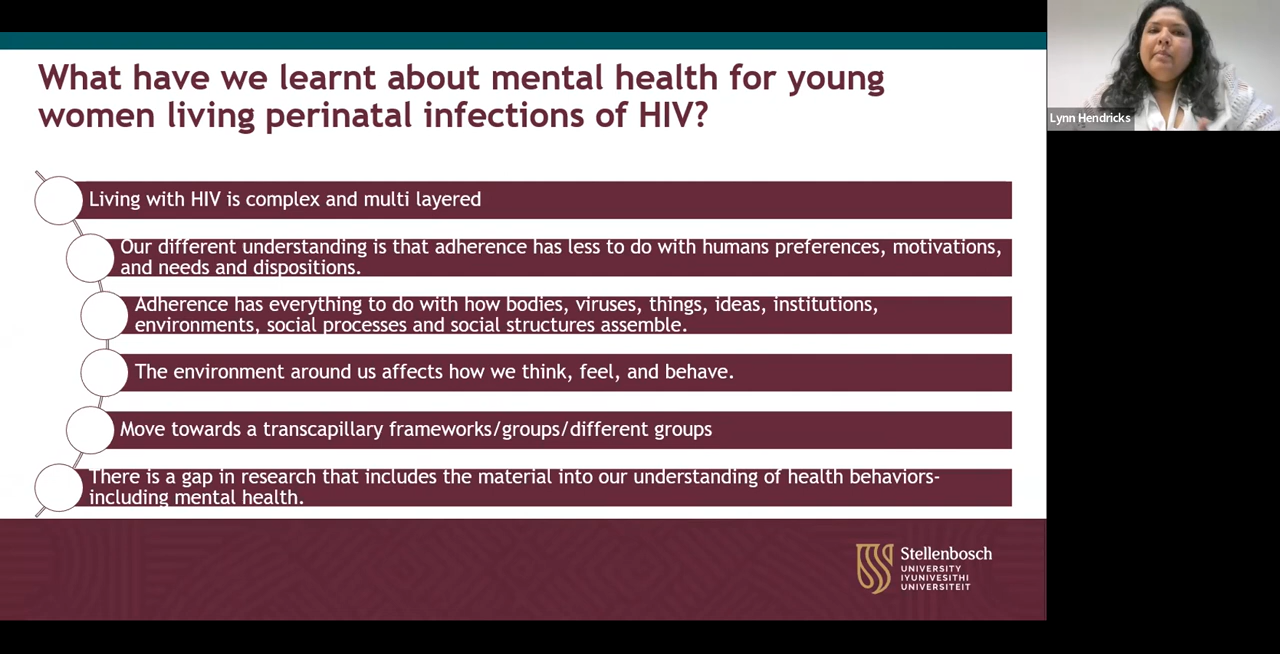 What have we learnt about mental health for young
women living perinatal infections of HIV?
Living with HIV is complex and multi layered
Our different understanding is that adherence has less to do with humans preferences, motivations,
and needs and dispositions.
Adherence has everything to do with how bodies, viruses, things, ideas, institutions,
environments, social processes and social structures assemble.
The environment around us affects how we think, feel, and behave.
Move towards a transcapillary frameworks/groups/different groups
There is a gap in research that includes the material into our understanding of health behaviors-
including mental health.
Stellenbosch
UNIVERSITY
IYUNIVESITHI
UNIVERSITEIT
Lynn Hendricks